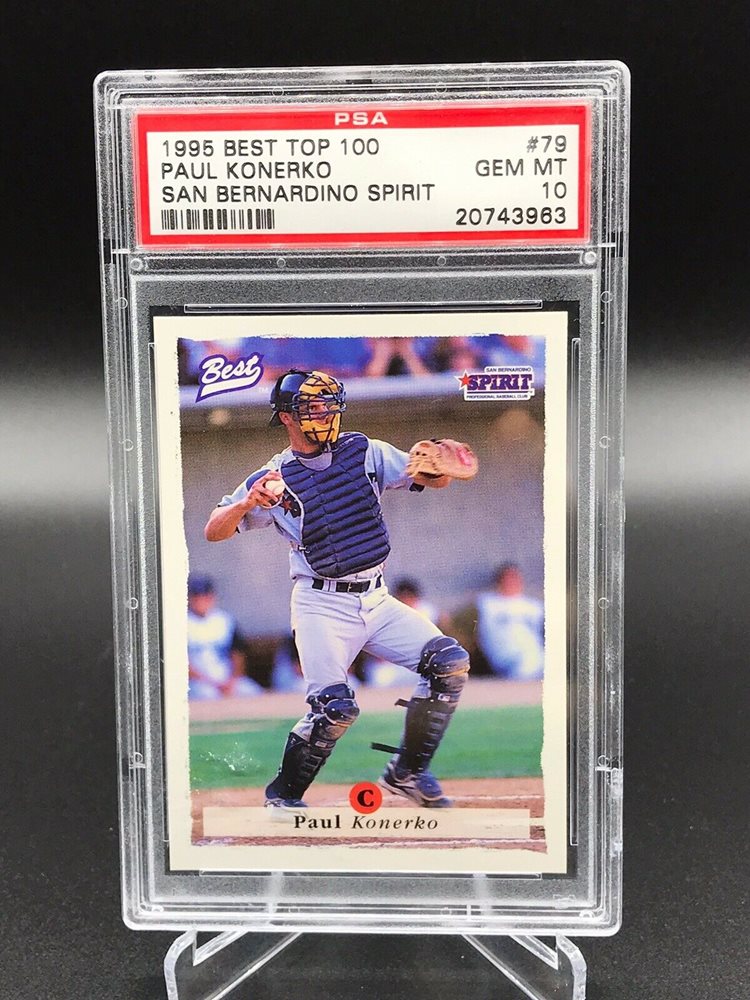 PSA
1995 BEST TOP 100 #79
PAUL KONERKO GEM MT
SAN BERNARDINO SPIRIT 10
20743963
Best
SAN BERNARDINO
SPIRIT
PROFESSIONAL BASEBALL CLUB
C
Paul Konerko